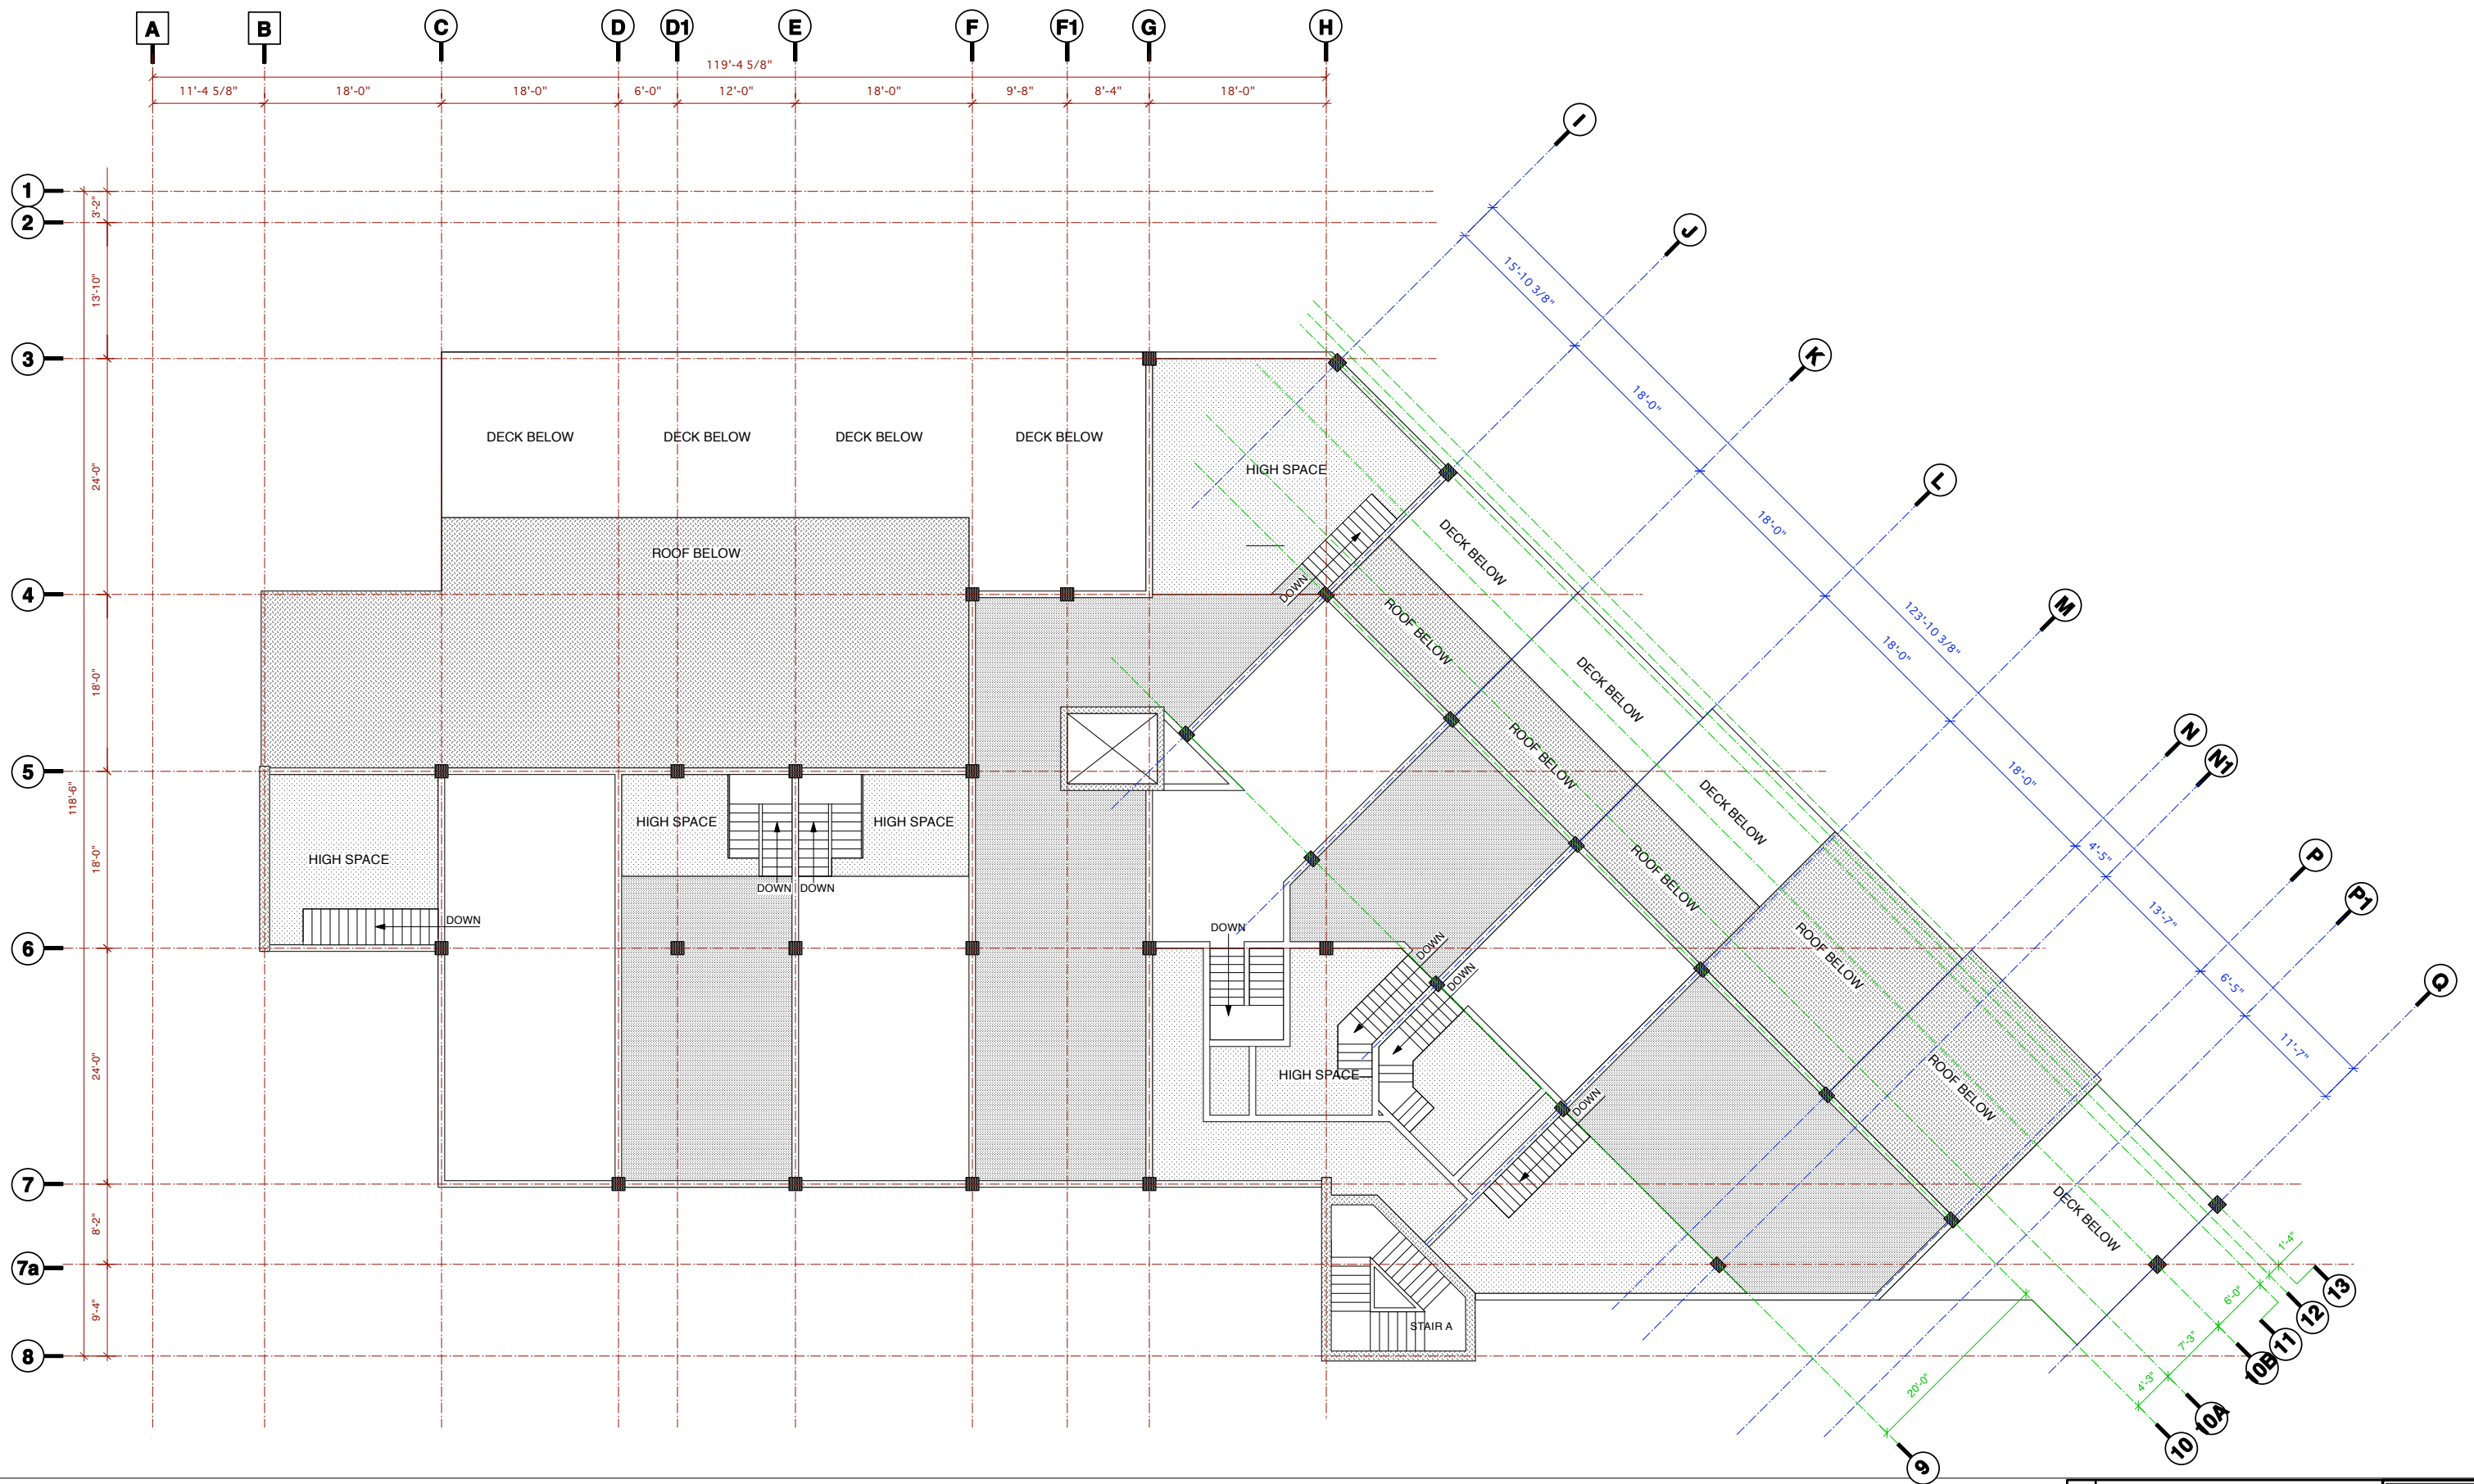 A B C D D1 E F F1 G H
119'-4 5/8"
11'-4 5/8" 18'-0" 18'-0" 6'-0" 12'-0" 18'-0" 9'-8" 8'-4" 18'-0"
I
J
K
L
M
N
N1
P
P1
Q
15'-10 3/8"
18'-0"
18'-0"
18'-0"
18'-0"
4'-5"
13'-7"
6'-5"
11'-7"
123'-10 3/8"
1
2
3
4
5
6
7
7a
8
3'-2"
13'-10"
24'-0"
18'-0"
18'-0"
24'-0"
8'-2"
9'-4"
118'-6"
DECK BELOW DECK BELOW DECK BELOW DECK BELOW
HIGH SPACE
ROOF BELOW
DOWN
DECK BELOW
ROOF BELOW
DECK BELOW
ROOF BELOW
DECK BELOW
ROOF BELOW
ROOF BELOW
ROOF BELOW
DECK BELOW
HIGH SPACE
HIGH SPACE
HIGH SPACE
DOWN DOWN
DOWN
DOWN
DOWN
DOWN
HIGH SPACE
DOWN
STAIR A
1'-4"
6'-0"
7'-3"
4'-3"
20'-0"
13
12
11
10B
10A
10
9